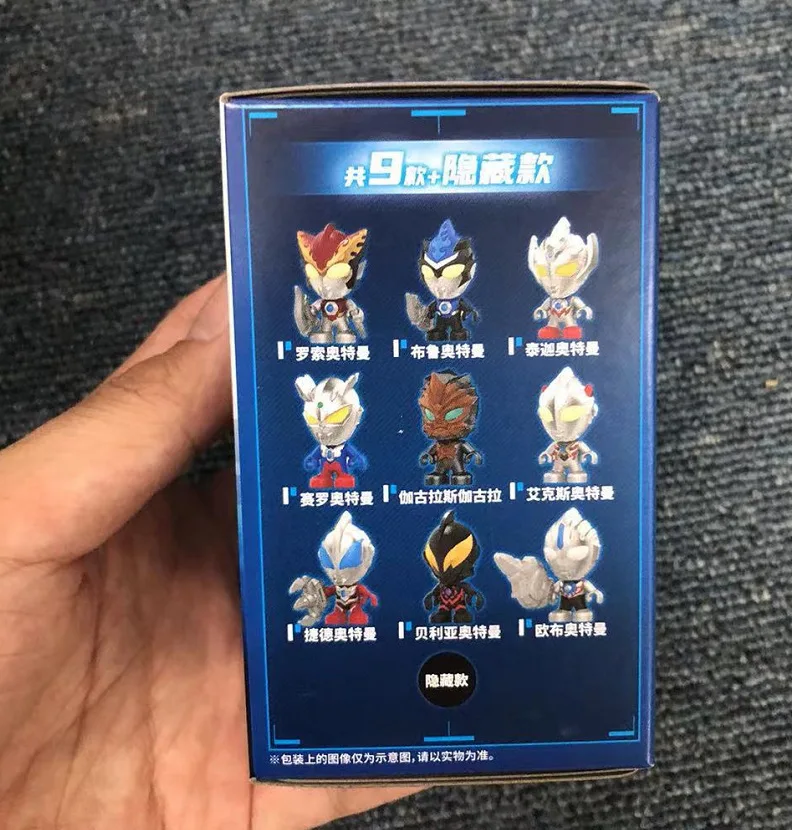 共9款+隐藏款
罗索奥特曼
布鲁奥特曼
泰迦奥特曼
赛罗奥特曼
伽古拉斯伽古拉
艾克斯奥特曼
捷德奥特曼
贝利亚奥特曼
欧布奥特曼
隐藏款
※包装上的图像仅为示意图,请以实物为准。